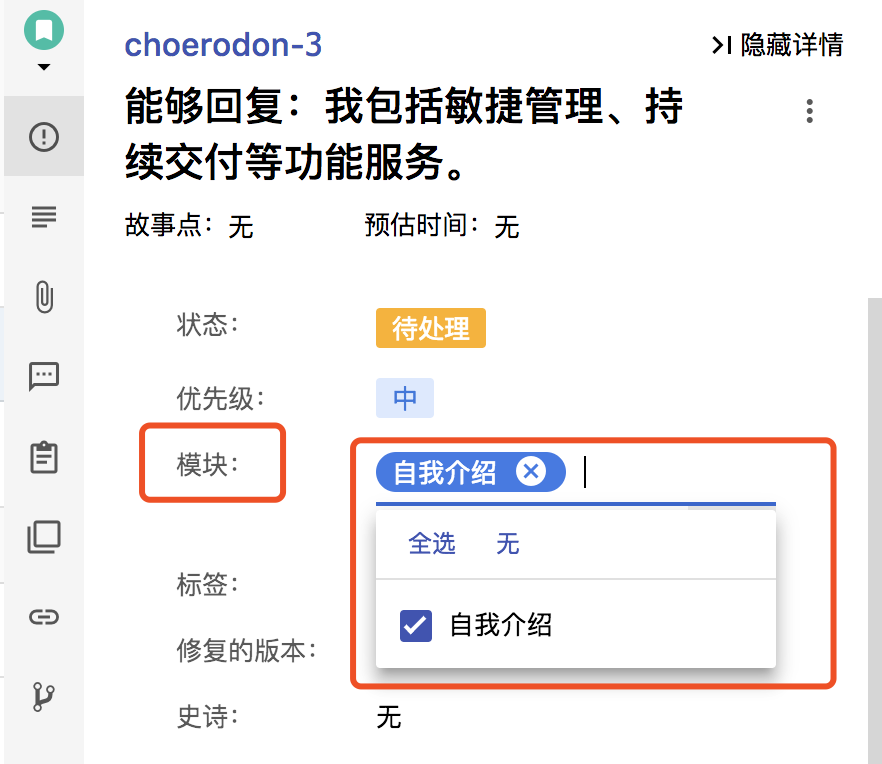 choerodon-3
隐藏详情
能够回复：我包括敏捷管理、持
续交付等功能服务。
故事点：无 预估时间：无
状态：
待处理
优先级：
中
模块：
自我介绍
全选 无
自我介绍
标签：
修复的版本：
史诗：
无